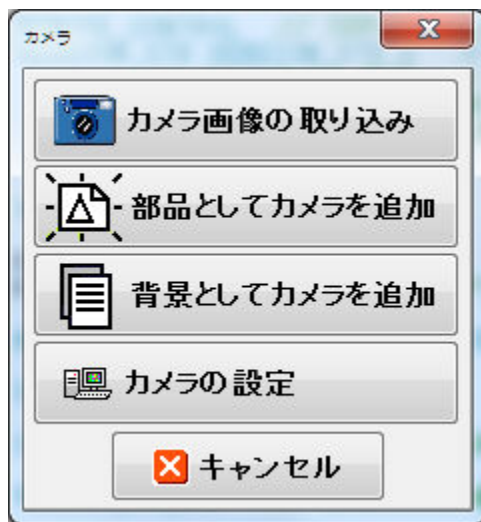 カメラ
カメラ画像の取り込み
部品としてカメラを追加
背景としてカメラを追加
カメラの設定
キャンセル